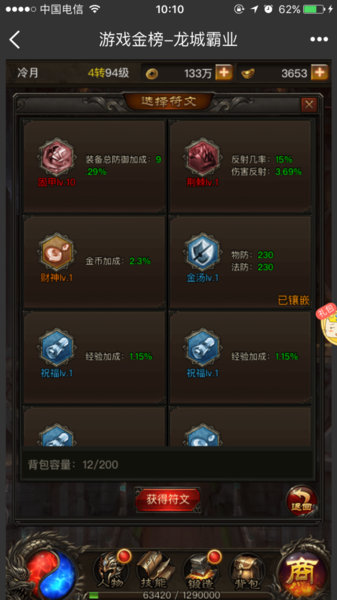 中国电信 10:10 62%
游戏金榜-龙城霸业
冷月 4转94级 133万 3653
选择符文
装备总防御加成：9.29%
固甲lv.10
反射几率：15%
伤害反射：3.69%
荆棘lv.1
金币加成：2.3%
财神lv.1
物防：230
法防：230
金汤lv.1
已镶嵌
经验加成：1.15%
祝福lv.1
经验加成：1.15%
祝福lv.1
礼包
背包容量：12/200
获得符文
返回
人物 技能 锻造 背包 商
63420 / 1290000